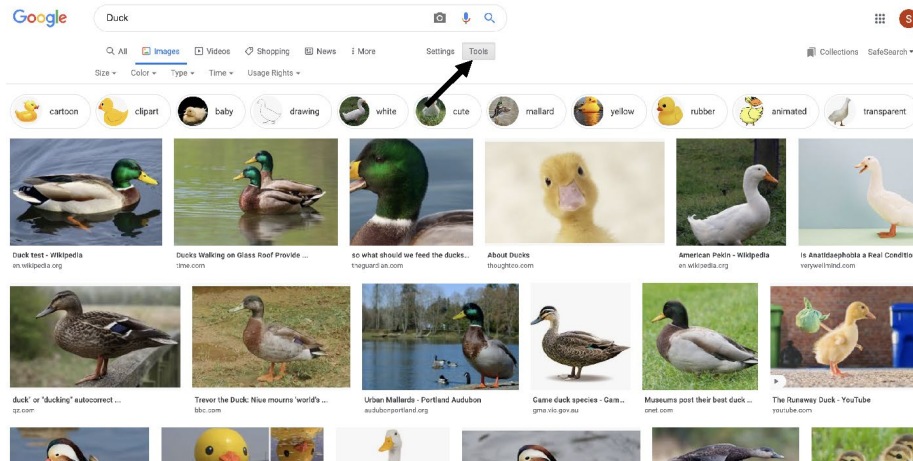 Google
Duck
S
All Images Videos Shopping News More Settings Tools Collections SafeSearch
Size Color Type Time Usage Rights
cartoon clipart baby drawing white cute mallard yellow rubber animated transparent
Duck test - Wikipedia Ducks Walking on Glass Roof Provide ... so what should we feed the ducks... About Ducks American Pekin - Wikipedia Is Anatidaephobia a Real Conditio
en.wikipedia.org time.com theguardian.com thoughtco.com en.wikipedia.org verywellmind.com
duck" or "ducking" autocorrect ... Trevor the Duck: Niue mourns 'world's ... Urban Mallards - Portland Audubon Game duck species - Gam... Museums post their best duck ... The Runaway Duck - YouTube
qz.com bbc.com audubonportland.org gma.vic.gov.au cnet.com youtube.com